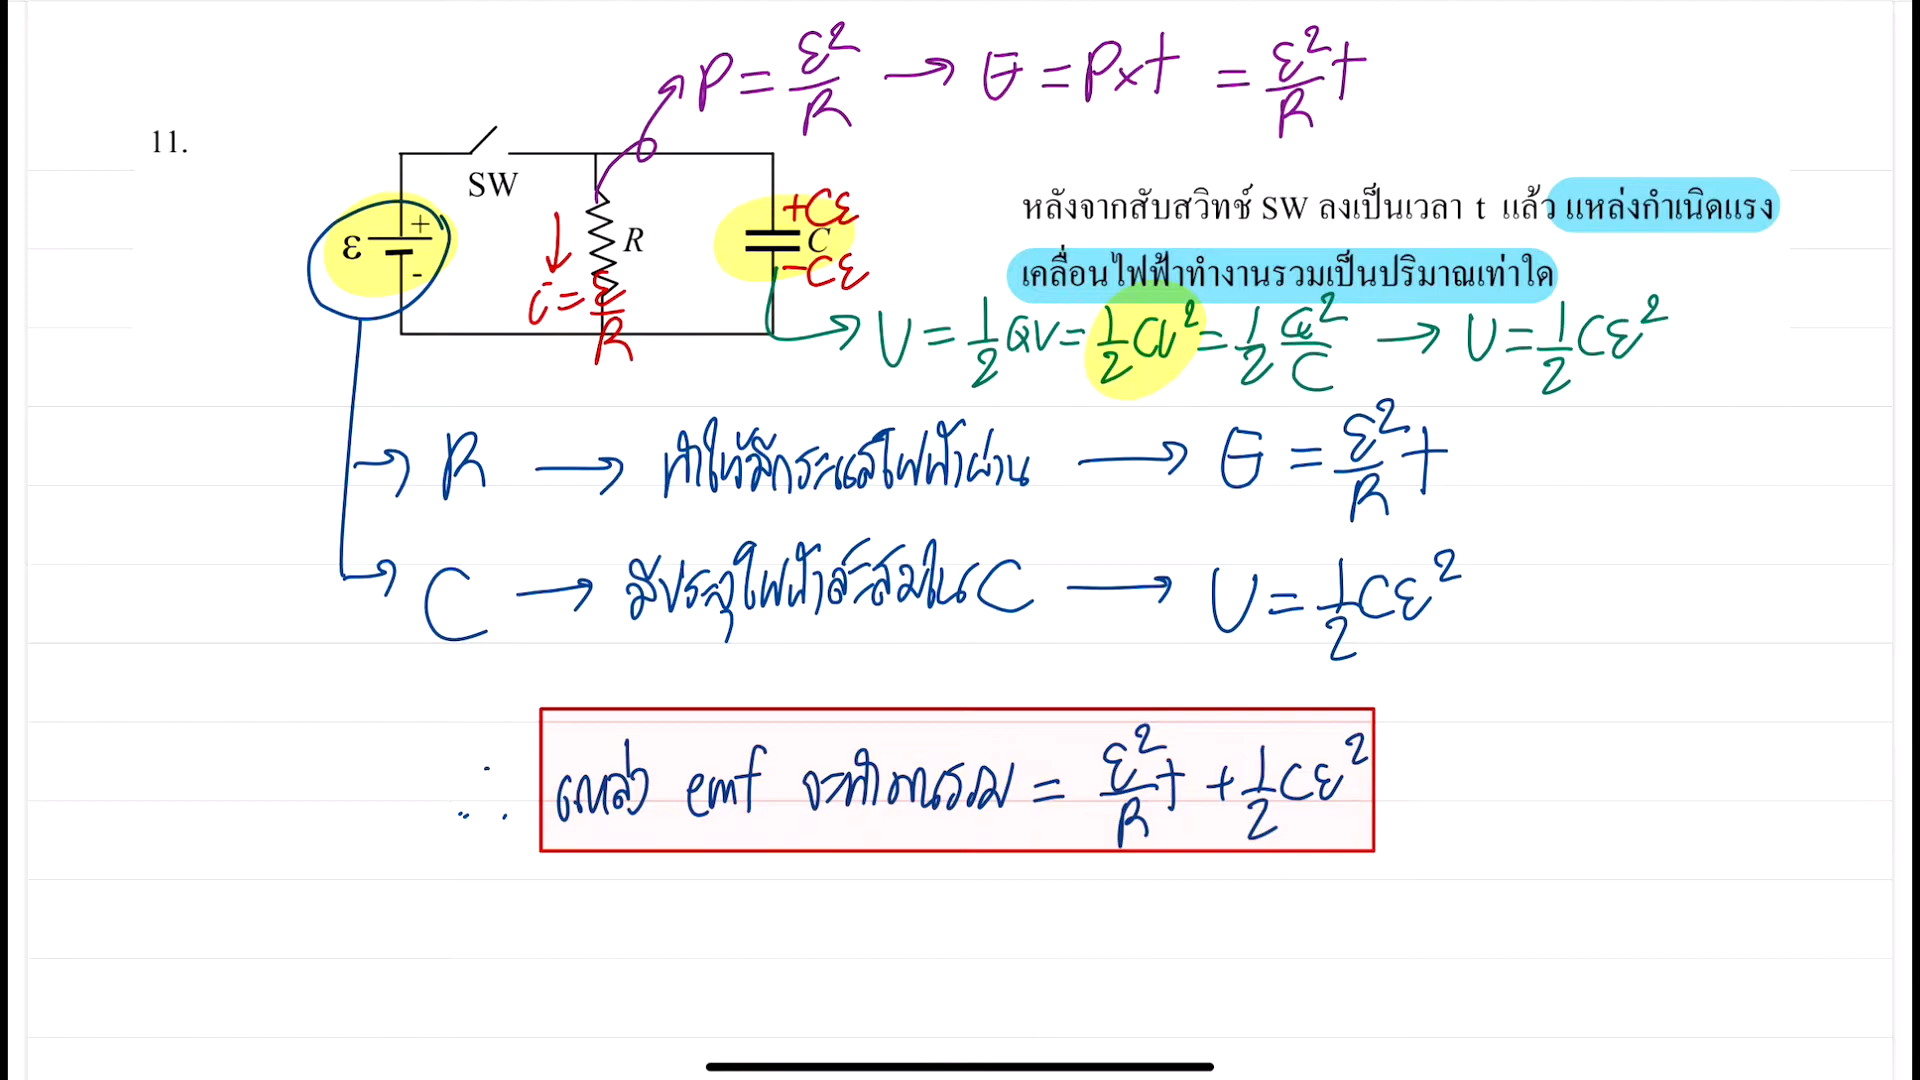 P = ε²/R → E = P×t = ε²/R t
11.
SW
ε + - R C +Cε -Cε
i = ε/R
หลังจากสับสวิทช์ SW ลงเป็นเวลา t แล้ว แหล่งกำเนิดแรง
เคลื่อนไฟฟ้าทำงานรวมเป็นปริมาณเท่าใด
U = 1/2 QV = 1/2 CV² = 1/2 Q²/C → U = 1/2 Cε²
→ R → ทำให้มีกระแสไฟฟ้าผ่าน → E = ε²/R t
→ C → มีประจุไฟฟ้าสะสมใน C → U = 1/2 Cε²
∴ แหล่ง emf จะทำงานรวม = ε²/R t + 1/2 Cε²